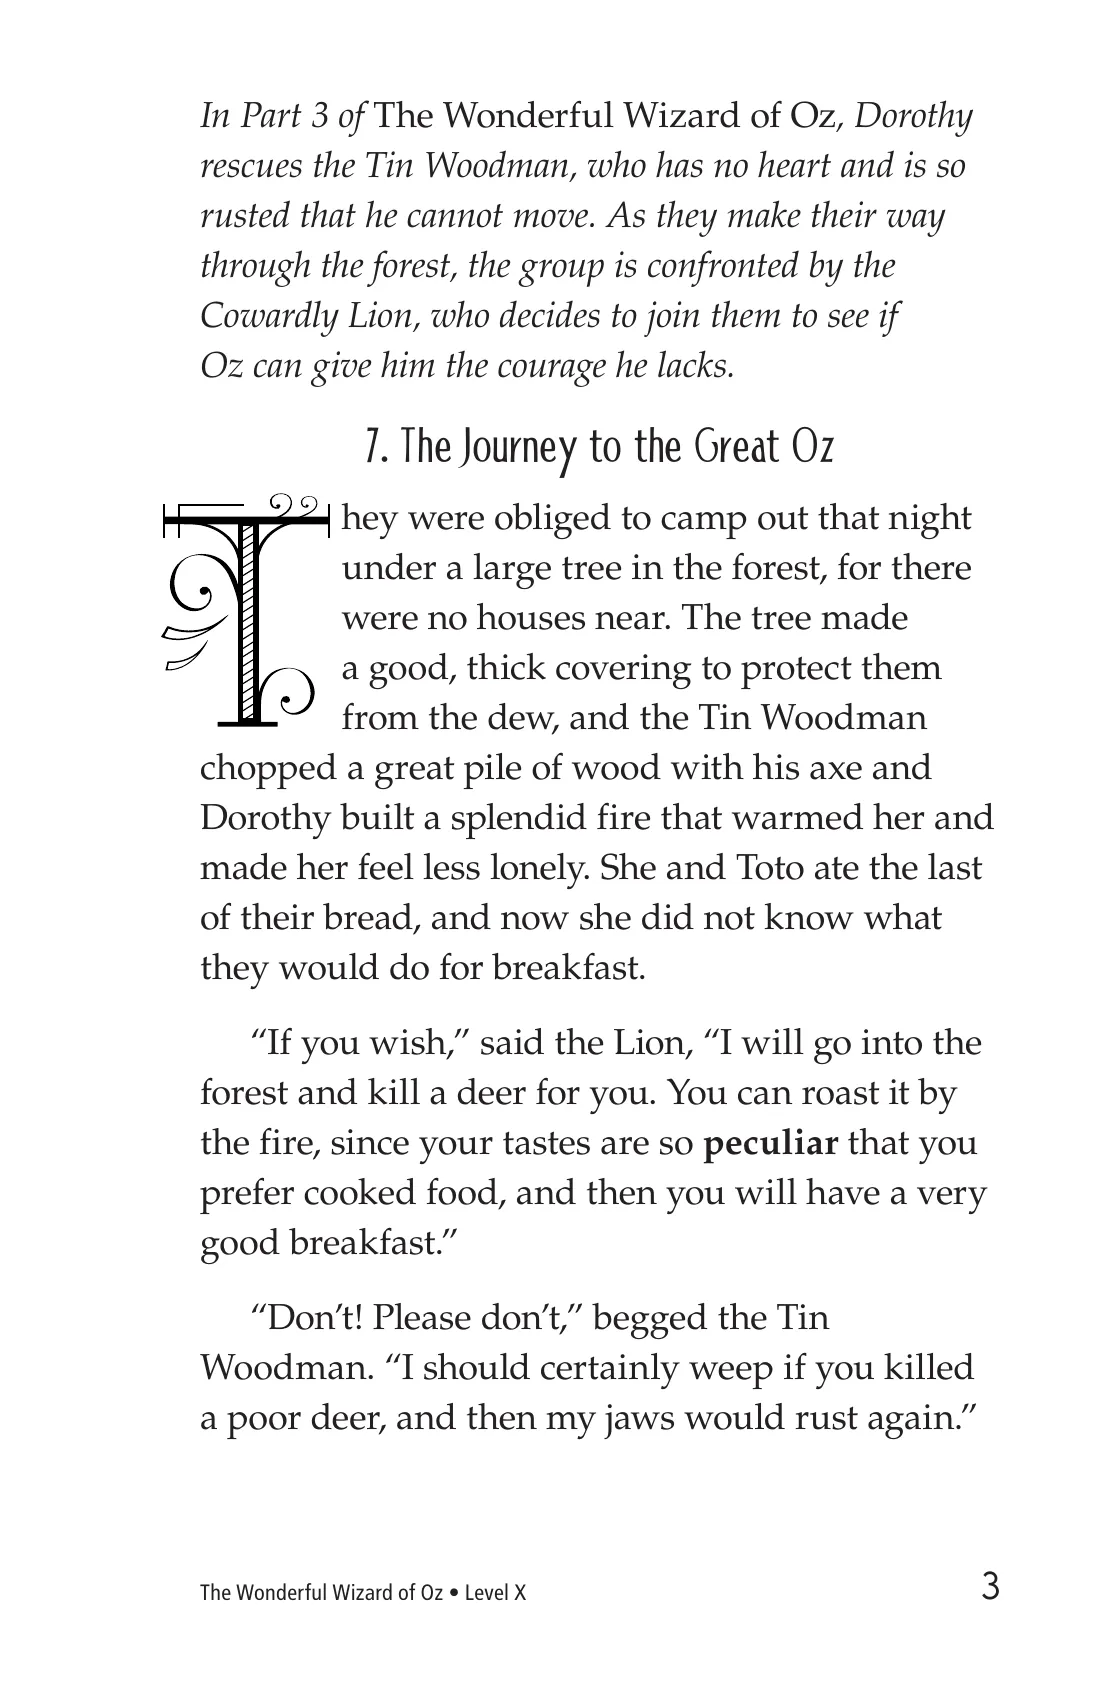 In Part 3 of The Wonderful Wizard of Oz, Dorothy
rescues the Tin Woodman, who has no heart and is so
rusted that he cannot move. As they make their way
through the forest, the group is confronted by the
Cowardly Lion, who decides to join them to see if
Oz can give him the courage he lacks.
7. The Journey to the Great Oz
They were obliged to camp out that night
under a large tree in the forest, for there
were no houses near. The tree made
a good, thick covering to protect them
from the dew, and the Tin Woodman
chopped a great pile of wood with his axe and
Dorothy built a splendid fire that warmed her and
made her feel less lonely. She and Toto ate the last
of their bread, and now she did not know what
they would do for breakfast.
“If you wish,” said the Lion, “I will go into the
forest and kill a deer for you. You can roast it by
the fire, since your tastes are so peculiar that you
prefer cooked food, and then you will have a very
good breakfast.”
“Don’t! Please don’t,” begged the Tin
Woodman. “I should certainly weep if you killed
a poor deer, and then my jaws would rust again.”
The Wonderful Wizard of Oz • Level X
3